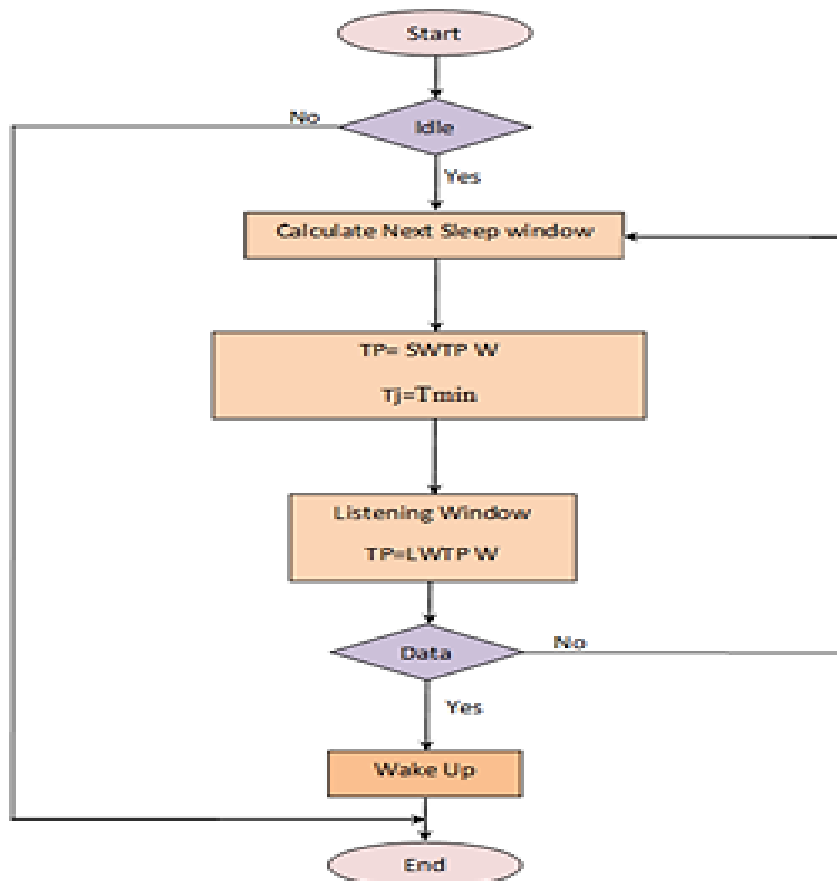 Start
No
Idle
Yes
Calculate Next Sleep window
TP= SWTP W
Tj=Tmin
Listening Window
TP=LWTP W
Data
No
Yes
Wake Up
End